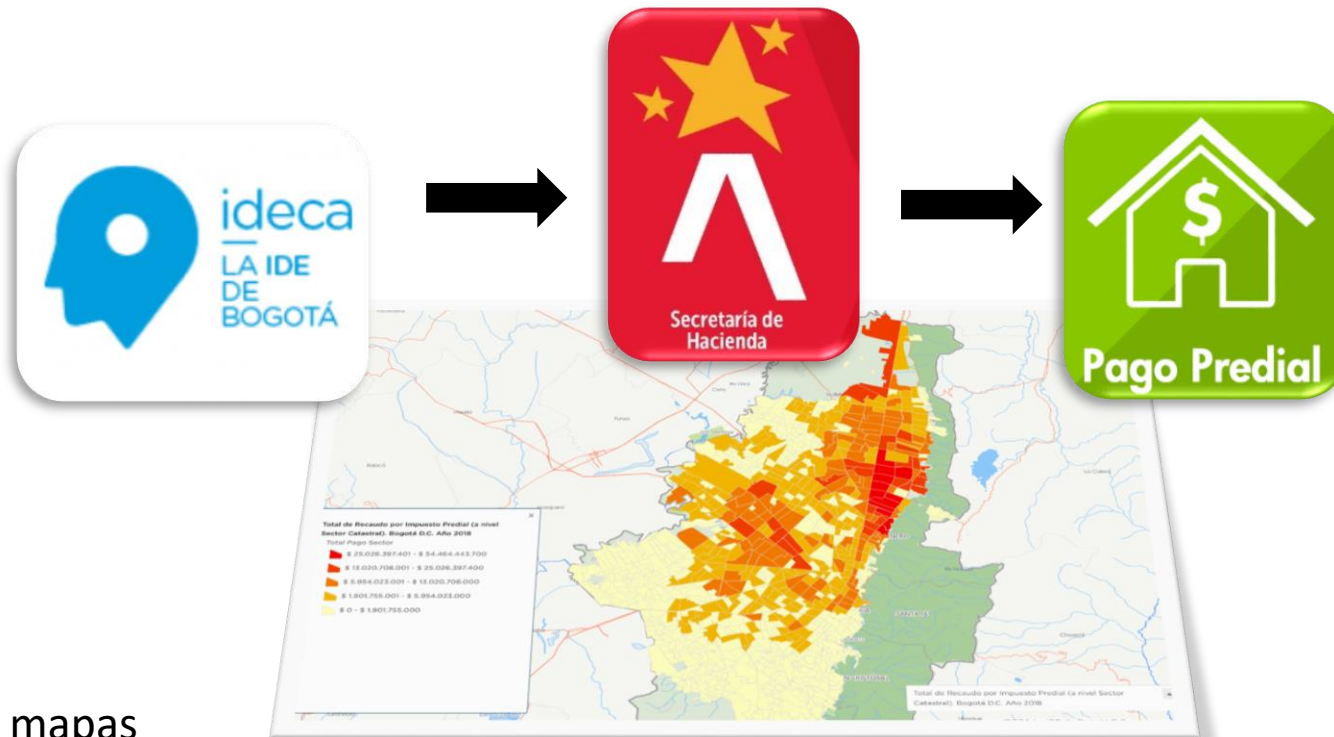 ideca
LA IDE
DE
BOGOTÁ
Secretaría de
Hacienda
Pago Predial
$
Total de Recaudo por Impuesto Predial (a nivel
Sector Catastral). Bogotá D.C. Año 2018
Total Pago Sector
$ 25.026.397.401 - $ 54.464.443.700
$ 13.020.708.001 - $ 25.026.397.400
$ 5.954.023.001 - $ 13.020.708.000
$ 1.901.755.001 - $ 5.954.023.000
$ 0 - $ 1.901.755.000
Total de Recaudo por Impuesto Predial (a nivel Sector
Catastral). Bogotá D.C. Año 2018
mapas